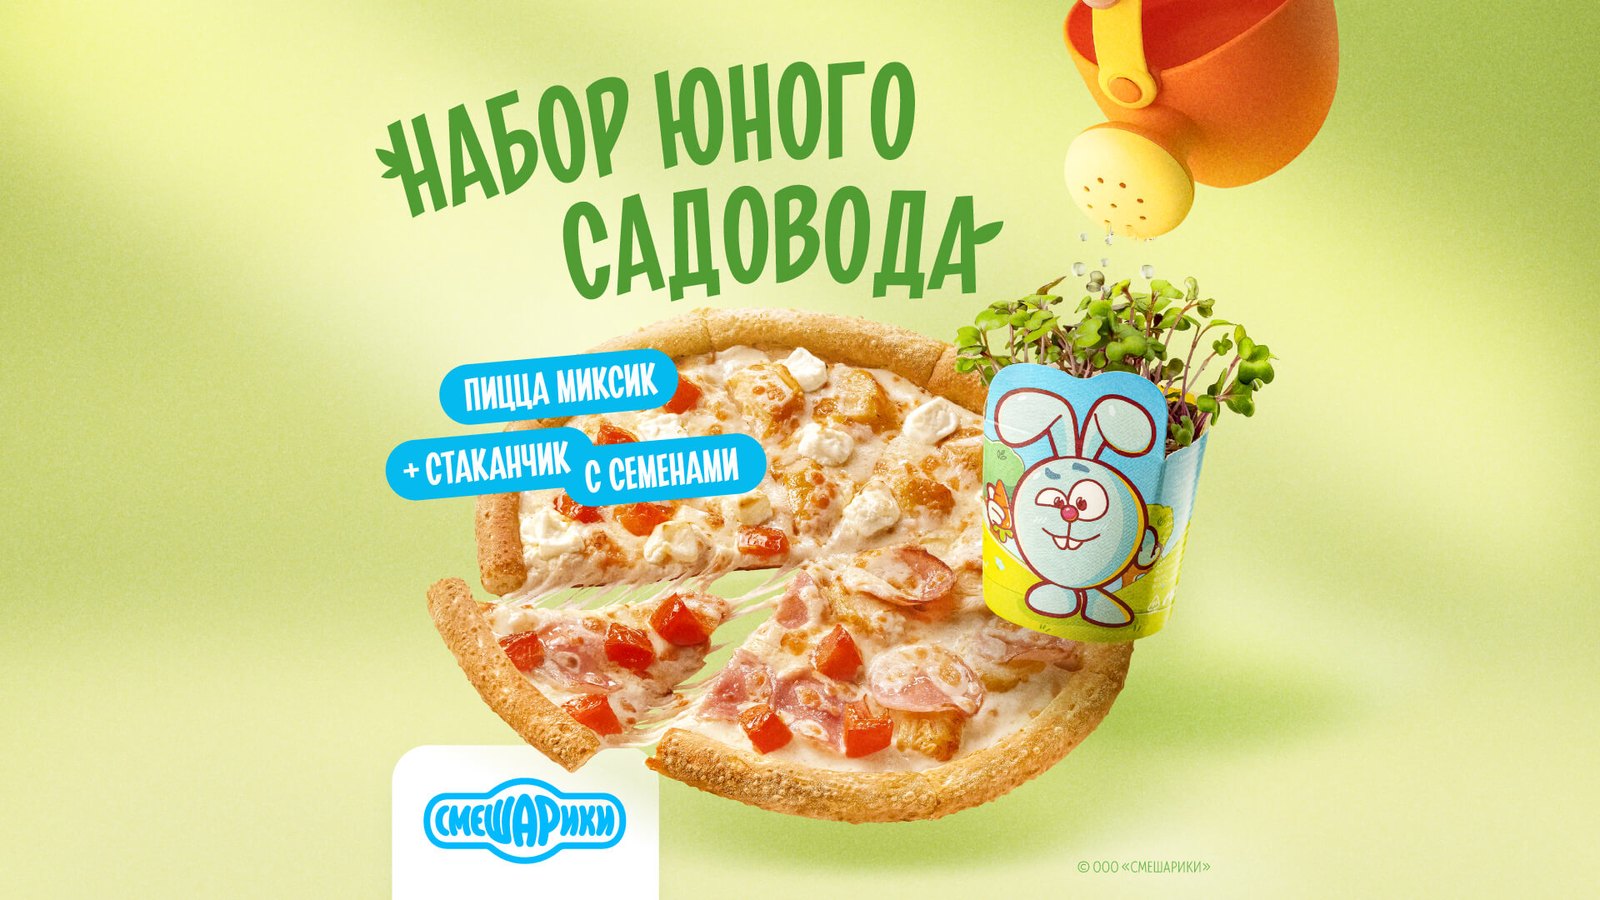 НАБОР ЮНОГО
САДОВОДА
ПИЦЦА МИКСИК
+ СТАКАНЧИК С СЕМЕНАМИ
СМЕШАРИКИ
© ООО «СМЕШАРИКИ»